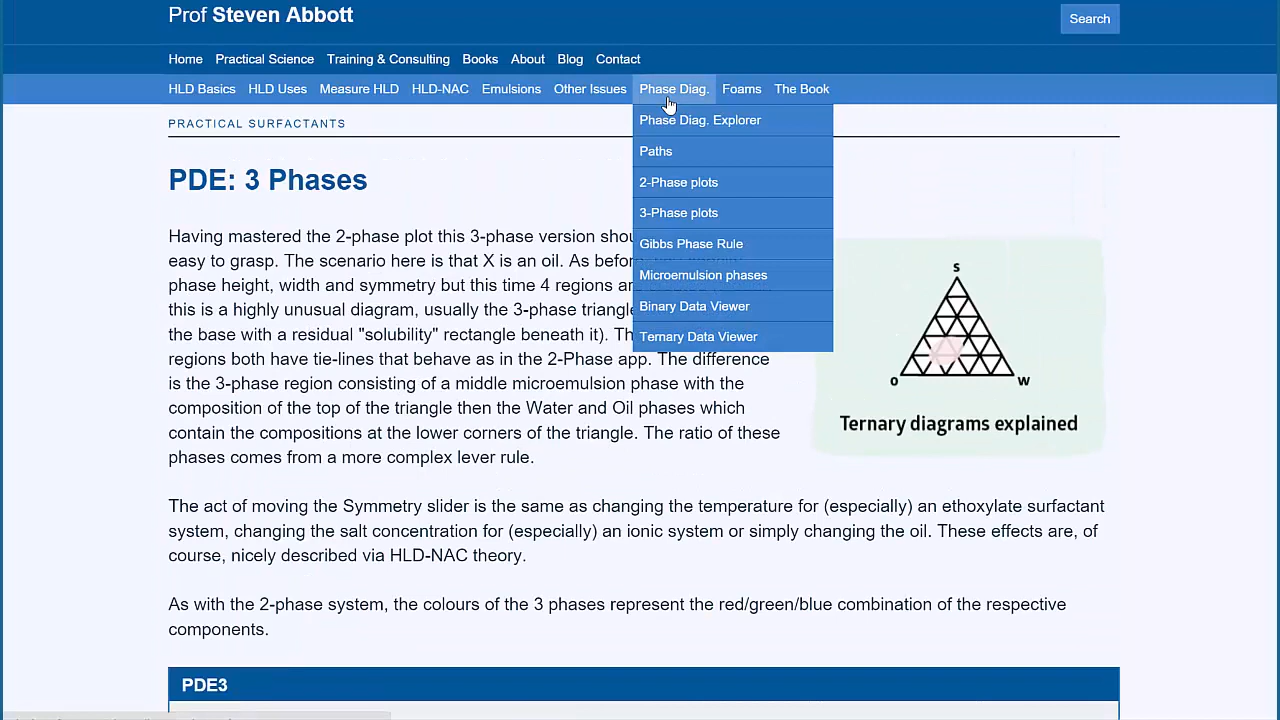 Prof Steven Abbott
Search
Home Practical Science Training & Consulting Books About Blog Contact
HLD Basics HLD Uses Measure HLD HLD-NAC Emulsions Other Issues Phase Diag. Foams The Book
PRACTICAL SURFACTANTS
Phase Diag. Explorer
Paths
2-Phase plots
3-Phase plots
Gibbs Phase Rule
Microemulsion phases
Binary Data Viewer
Ternary Data Viewer
PDE: 3 Phases
Having mastered the 2-phase plot this 3-phase version
easy to grasp. The scenario here is that X is an oil. As
phase height, width and symmetry but this time 4 regions
this is a highly unusual diagram, usually the 3-phase
the base with a residual "solubility" rectangle beneath it).
regions both have tie-lines that behave as in the 2-Phase app. The difference
is the 3-phase region consisting of a middle microemulsion phase with the
composition of the top of the triangle then the Water and Oil phases which
contain the compositions at the lower corners of the triangle. The ratio of these
phases comes from a more complex lever rule.
S
O W
Ternary diagrams explained
The act of moving the Symmetry slider is the same as changing the temperature for (especially) an ethoxylate surfactant
system, changing the salt concentration for (especially) an ionic system or simply changing the oil. These effects are, of
course, nicely described via HLD-NAC theory.
As with the 2-phase system, the colours of the 3 phases represent the red/green/blue combination of the respective
components.
PDE3